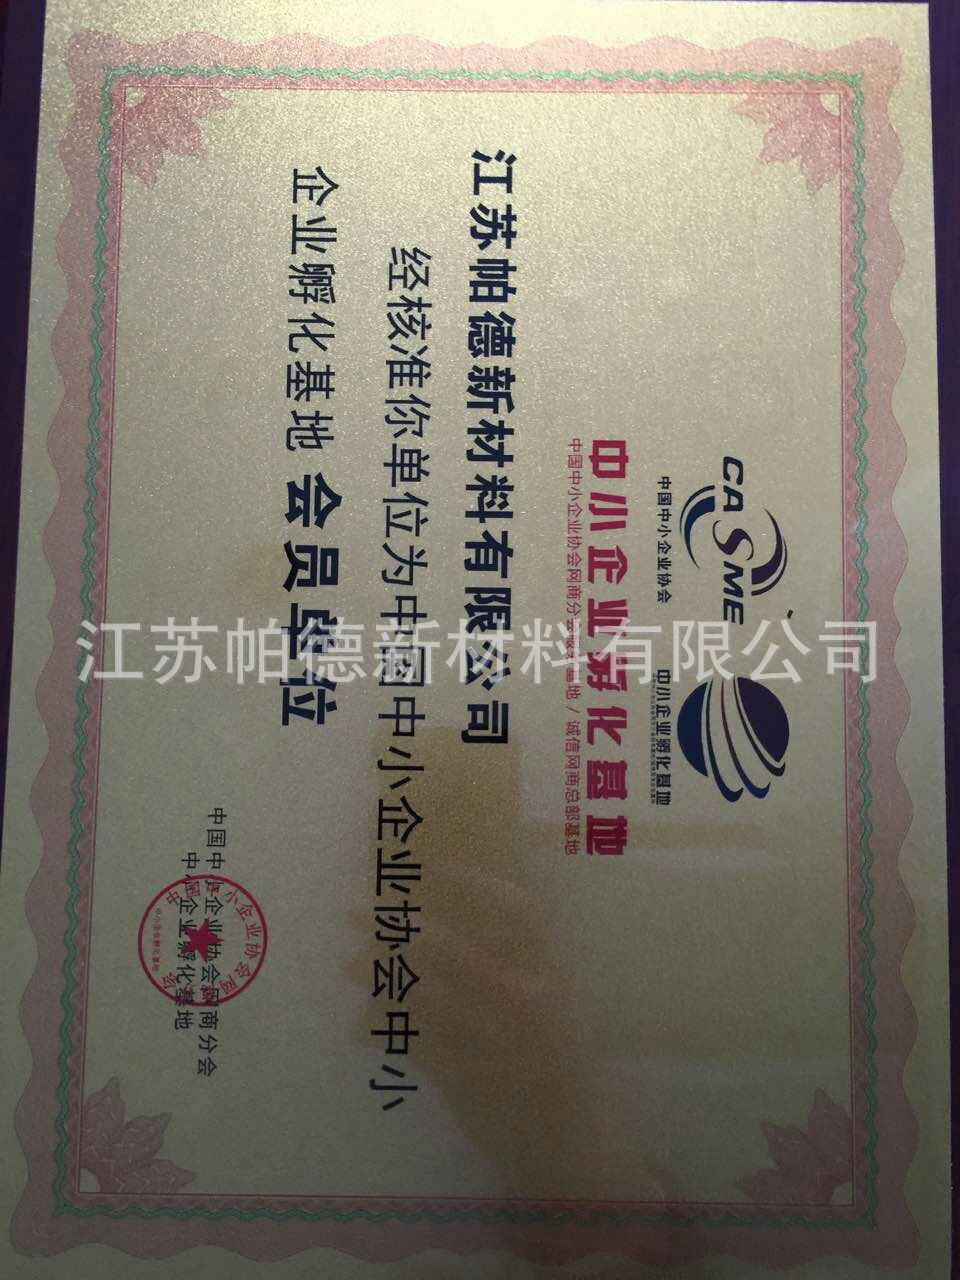 CASME
中国中小企业协会
中小企业孵化基地
中小企业孵化基地
中国中小企业协会网商分会核心基地 / 诚信网商总部基地
江苏帕德新材料有限公司
经核准你单位为中国中小企业协会中小
企业孵化基地 会员单位
中国中小企业协会网商分会
中小企业孵化基地
江苏帕德新材料有限公司